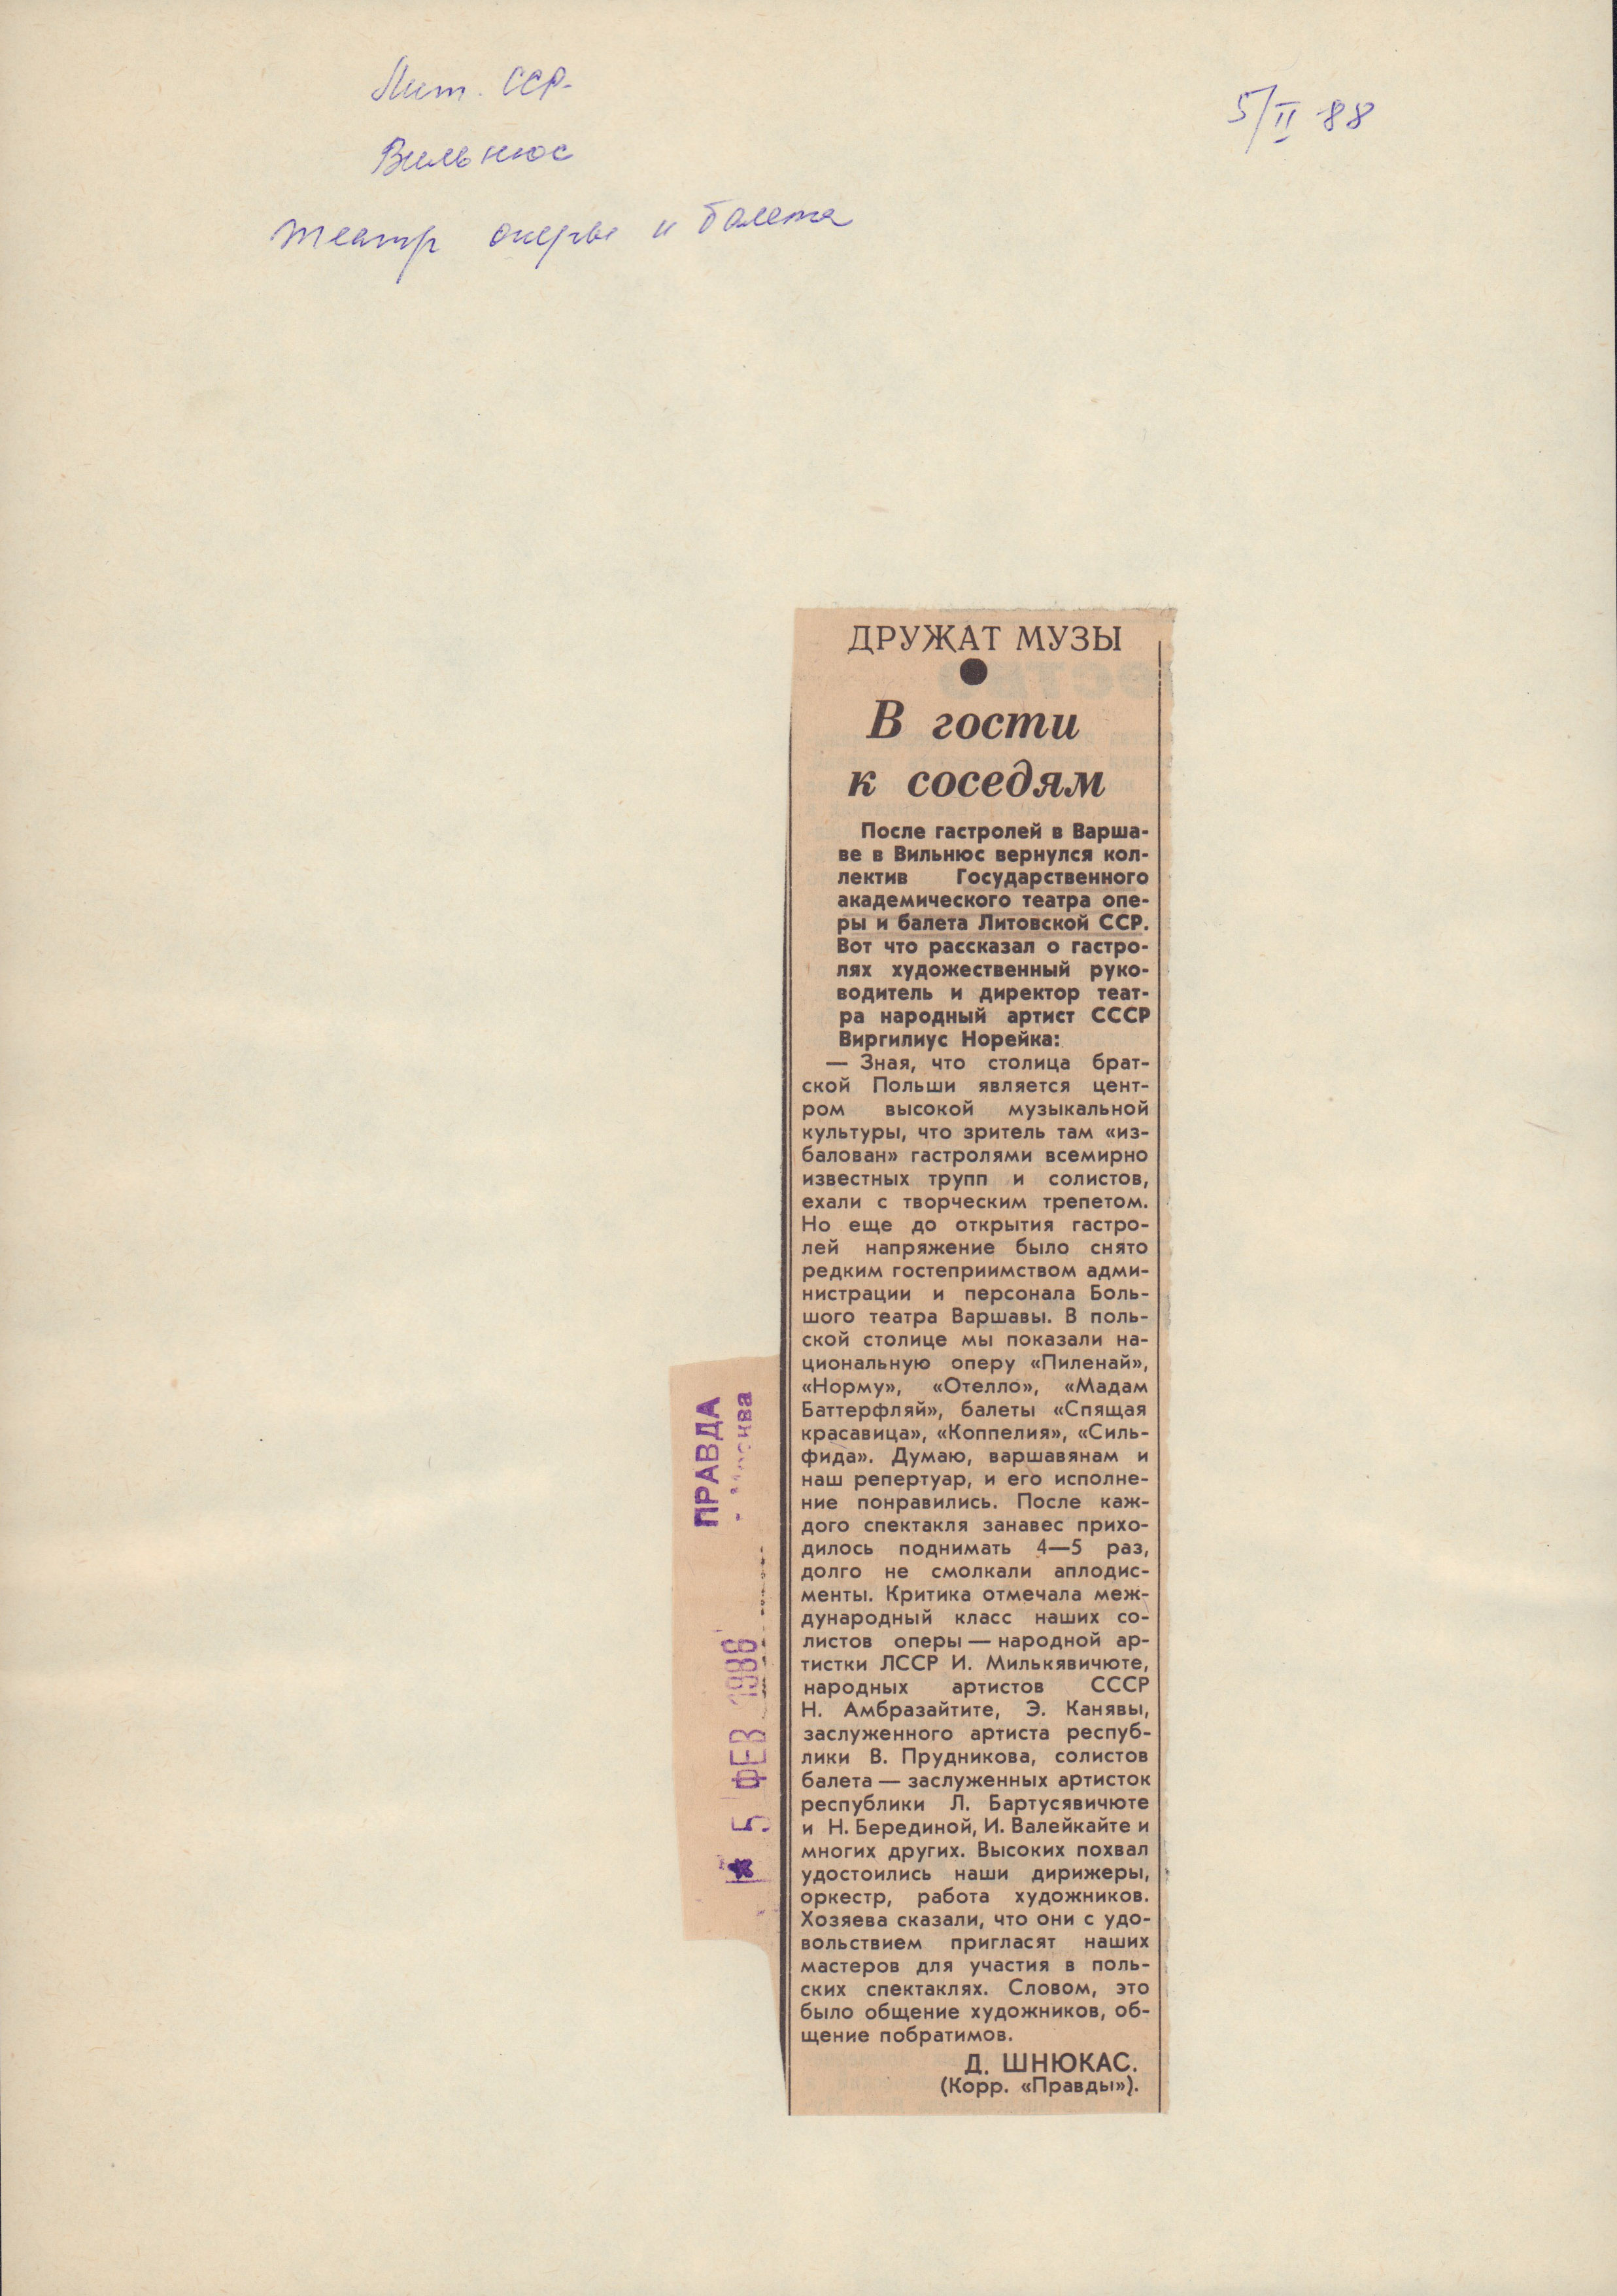 Лит. ССР
5/II 88
Вильнюс
театр оперы и балета
ДРУЖАТ МУЗЫ
В гости
к соседям
После гастролей в Варша-
ве в Вильнюс вернулся кол-
лектив Государственного
академического театра опе-
ры и балета Литовской ССР.
Вот что рассказал о гастро-
лях художественный руко-
водитель и директор теат-
ра народный артист СССР
Виргилиус Норейка:
— Зная, что столица брат-
ской Польши является цент-
ром высокой музыкальной
культуры, что зритель там «из-
балован» гастролями всемирно
известных трупп и солистов,
ехали с творческим трепетом.
Но еще до открытия гастро-
лей напряжение было снято
редким гостеприимством адми-
нистрации и персонала Боль-
шого театра Варшавы. В поль-
ской столице мы показали на-
циональную оперу «Пиленай»,
«Норму», «Отелло», «Мадам
Баттерфляй», балеты «Спящая
красавица», «Коппелия», «Силь-
фида». Думаю, варшавянам и
наш репертуар, и его исполне-
ние понравились. После каж-
дого спектакля занавес прихо-
дилось поднимать 4—5 раз,
долго не смолкали аплодис-
менты. Критика отмечала меж-
дународный класс наших со-
листов оперы — народной ар-
тистки ЛССР И. Милькявичюте,
народных артистов СССР
Н. Амбразайтите, Э. Канявы,
заслуженного артиста респуб-
лики В. Прудникова, солистов
балета — заслуженных артисток
республики Л. Бартусявичюте
и Н. Берединой, И. Валейкайте и
многих других. Высоких похвал
удостоились наши дирижеры,
оркестр, работа художников.
Хозяева сказали, что они с удо-
вольствием пригласят наших
мастеров для участия в поль-
ских спектаклях. Словом, это
было общение художников, об-
щение побратимов.
Д. ШНЮКАС.
(Корр. «Правды»).
ПРАВДА
Москва
5 ФЕВ 1988